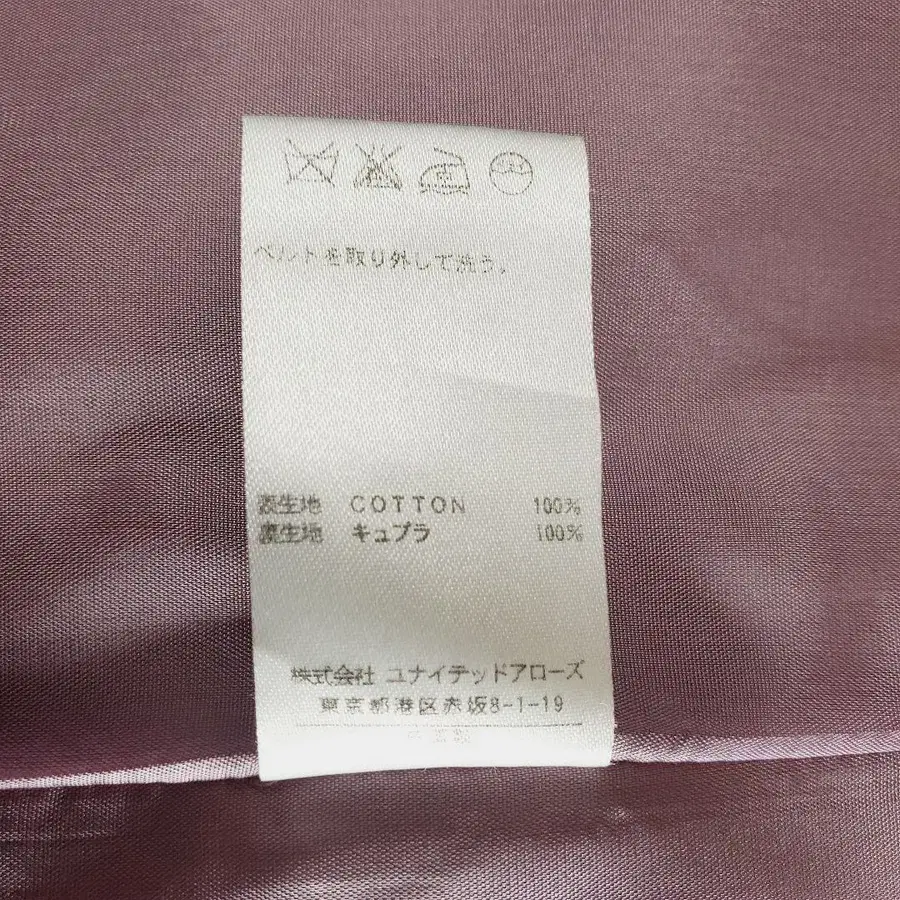 ベルトを取り外して洗う。
表生地 COTTON 100%
裏生地 キュプラ 100%
株式会社 ユナイテッドアローズ
東京都港区赤坂8-1-19